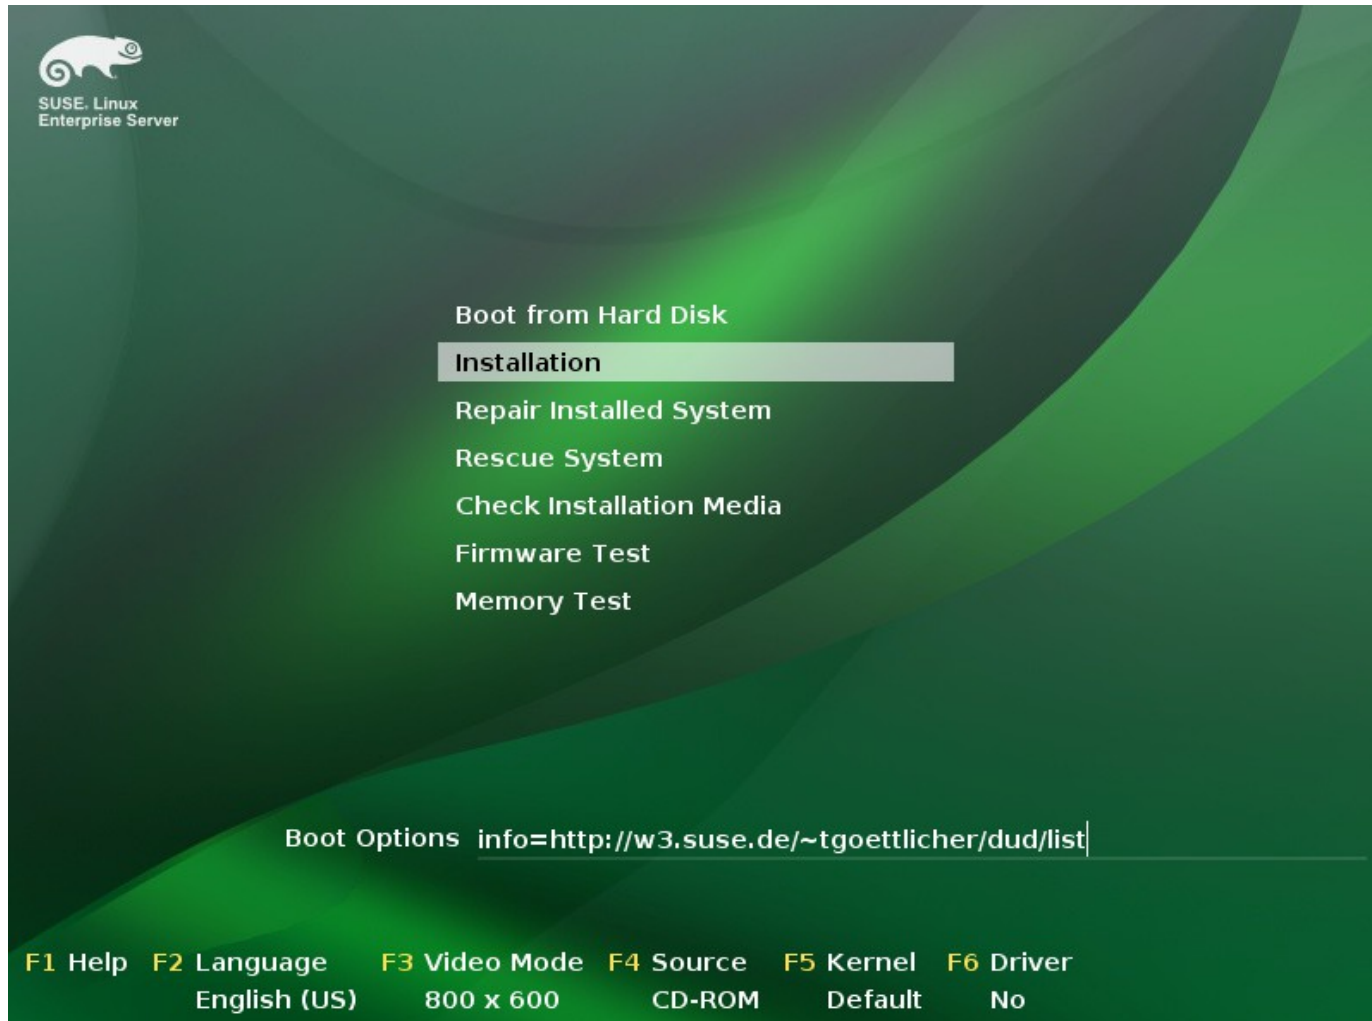 SUSE. Linux
Enterprise Server
Boot from Hard Disk
Installation
Repair Installed System
Rescue System
Check Installation Media
Firmware Test
Memory Test
Boot Options info=http://w3.suse.de/~tgoettlicher/dud/list
F1 Help F2 Language F3 Video Mode F4 Source F5 Kernel F6 Driver
English (US) 800 x 600 CD-ROM Default No